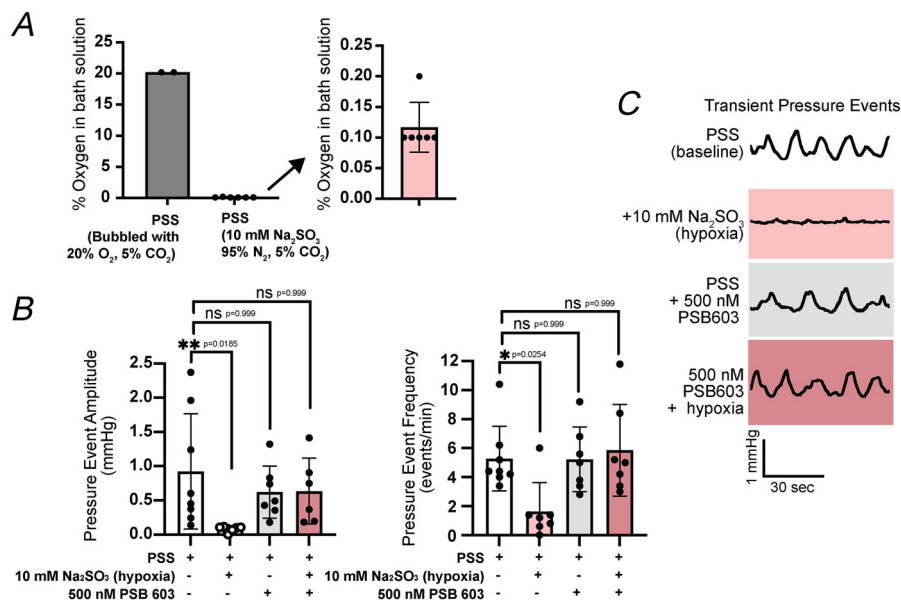 A
% Oxygen in bath solution
25
20
15
10
5
0
PSS
(Bubbled with
20% O₂, 5% CO₂)
PSS
(10 mM Na₂SO₃
95% N₂, 5% CO₂)
% Oxygen in bath solution
0.25
0.20
0.15
0.10
0.05
0.00
B
ns p=0.999
ns p=0.999
** p=0.0185
Pressure Event Amplitude
(mmHg)
2.5
2.0
1.5
1.0
0.5
0.0
PSS + + + +
10 mM Na₂SO₃ (hypoxia) - + - +
500 nM PSB 603 - - + +
ns p=0.999
ns p=0.999
* p=0.0254
Pressure Event Frequency
(events/min)
12
10
8
6
4
2
0
PSS + + + +
10 mM Na₂SO₃ (hypoxia) - + - +
500 nM PSB 603 - - + +
C
Transient Pressure Events
PSS
(baseline)
+10 mM Na₂SO₃
(hypoxia)
PSS
+ 500 nM
PSB603
500 nM
PSB603
+ hypoxia
1 mmHg
30 sec